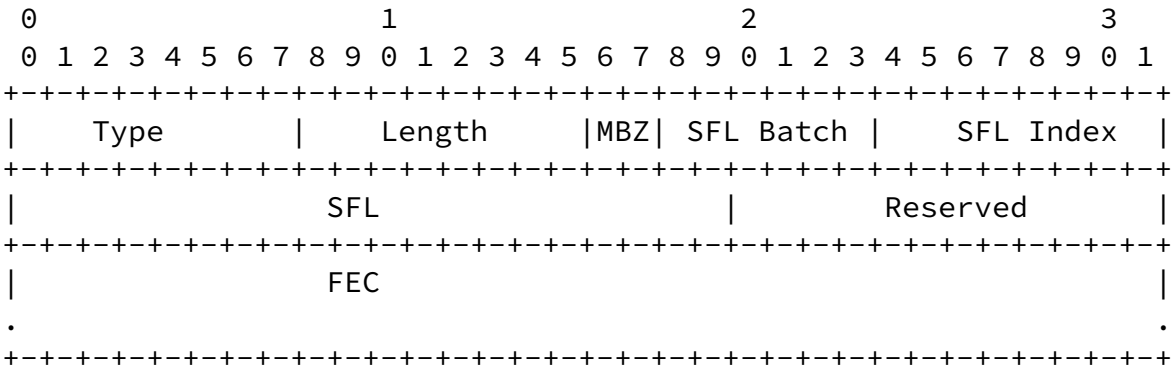 0                   1                   2                   3
 0 1 2 3 4 5 6 7 8 9 0 1 2 3 4 5 6 7 8 9 0 1 2 3 4 5 6 7 8 9 0 1
+-+-+-+-+-+-+-+-+-+-+-+-+-+-+-+-+-+-+-+-+-+-+-+-+-+-+-+-+-+-+-+-+
|    Type       |    Length     |MBZ| SFL Batch |    SFL Index  |
+-+-+-+-+-+-+-+-+-+-+-+-+-+-+-+-+-+-+-+-+-+-+-+-+-+-+-+-+-+-+-+-+
|                 SFL                   |        Reserved       |
+-+-+-+-+-+-+-+-+-+-+-+-+-+-+-+-+-+-+-+-+-+-+-+-+-+-+-+-+-+-+-+-+
|                 FEC                                           |
.                                                               .
+-+-+-+-+-+-+-+-+-+-+-+-+-+-+-+-+-+-+-+-+-+-+-+-+-+-+-+-+-+-+-+-+